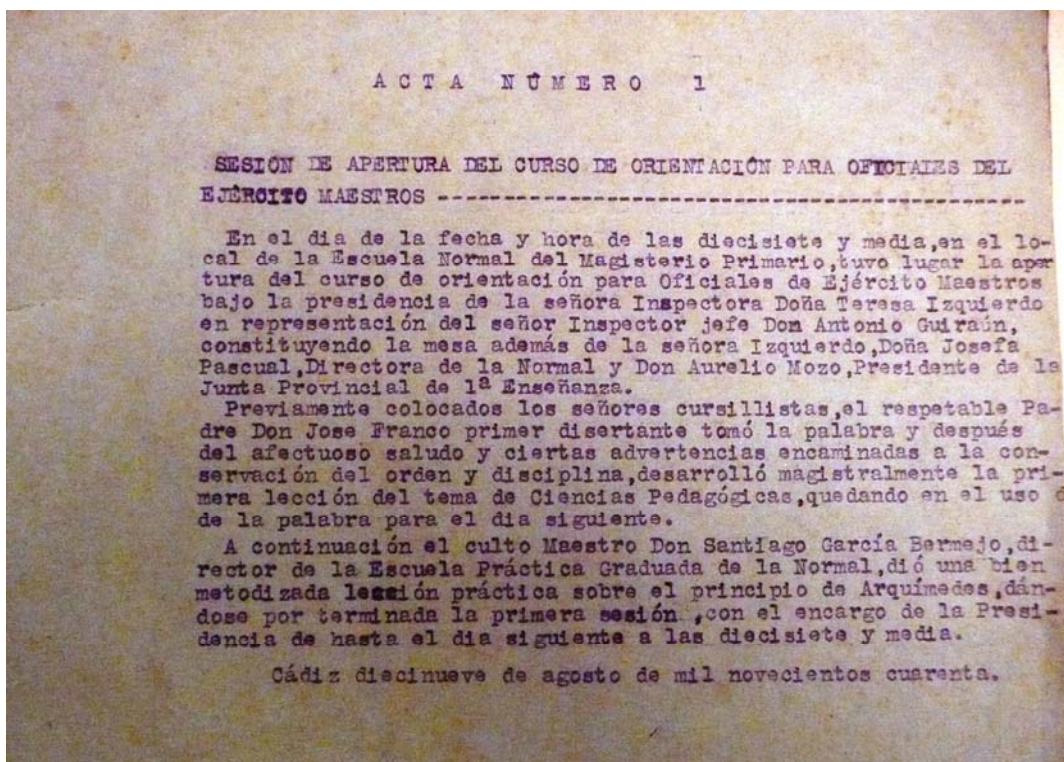 ACTA NÚMERO 1
SESIÓN DE APERTURA DEL CURSO DE ORIENTACIÓN PARA OFICIALES DEL
EJÉRCITO MAESTROS ---------------------------------------------
En el dia de la fecha y hora de las diecisiete y media,en el lo-
cal de la Escuela Normal del Magisterio Primario,tuvo lugar la aper
tura del curso de orientación para Oficiales de Ejército Maestros
bajo la presidencia de la señora Inspectora Doña Teresa Izquierdo
en representación del señor Inspector jefe Don Antonio Guiraún,
constituyendo la mesa además de la señora Izquierdo,Doña Josefa
Pascual,Directora de la Normal y Don Aurelio Mozo,Presidente de la
Junta Provincial de 1ª Enseñanza.
Previamente colocados los señores cursillistas,el respetable Pa
dre Don Jose Franco primer disertante tomó la palabra y después
del afectuoso saludo y ciertas advertencias encaminadas a la con-
servación del orden y disciplina,desarrolló magistralmente la pri-
mera lección del tema de Ciencias Pedagógicas,quedando en el uso
de la palabra para el dia siguiente.
A continuación el culto Maestro Don Santiago García Bermejo,di-
rector de la Escuela Práctica Graduada de la Normal,dió una bien
metodizada lección práctica sobre el principio de Arquímedes,dán-
dose por terminada la primera sesión ,con el encargo de la Presi-
dencia de hasta el dia siguiente a las diecisiete y media.
Cádiz diecinueve de agosto de mil novecientos cuarenta.